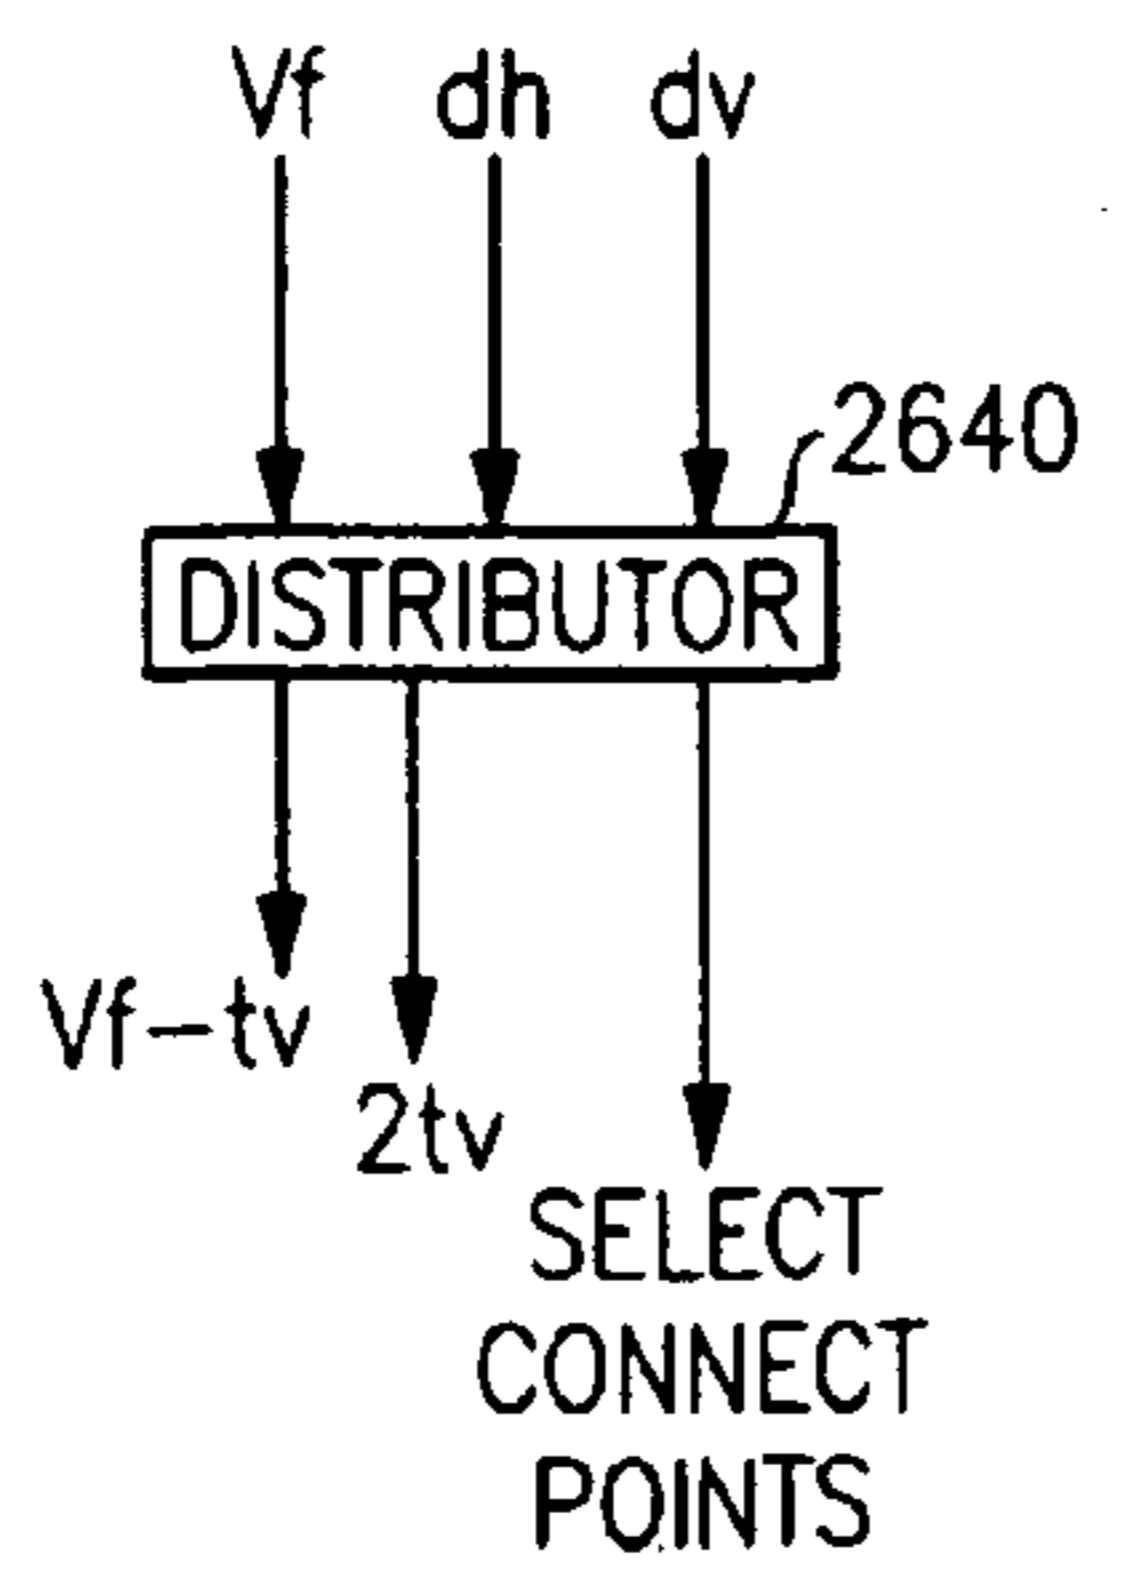 Vf dh dv
2640
DISTRIBUTOR
Vf-tv
2tv
SELECT
CONNECT
POINTS